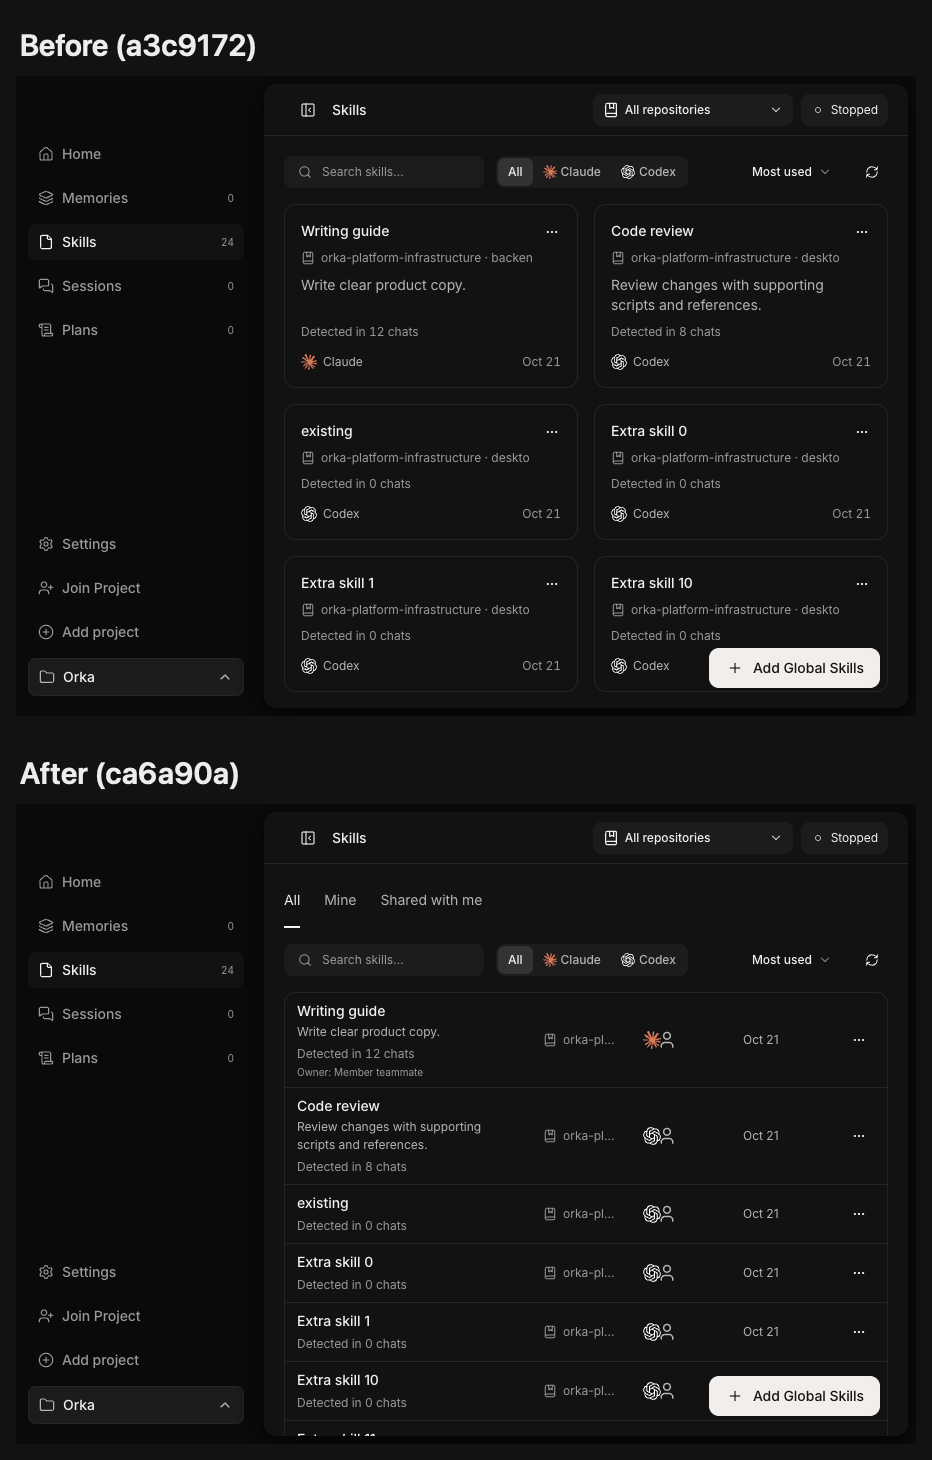 Before (a3c9172)
Skills
All repositories
Stopped
Home
Memories 0
Skills 24
Sessions 0
Plans 0
Settings
Join Project
Add project
Orka
Search skills...
All
Claude
Codex
Most used
Writing guide
orka-platform-infrastructure · backen
Write clear product copy.
Detected in 12 chats
Claude
Oct 21
Code review
orka-platform-infrastructure · deskto
Review changes with supporting
scripts and references.
Detected in 8 chats
Codex
Oct 21
existing
orka-platform-infrastructure · deskto
Detected in 0 chats
Codex
Oct 21
Extra skill 0
orka-platform-infrastructure · deskto
Detected in 0 chats
Codex
Oct 21
Extra skill 1
orka-platform-infrastructure · deskto
Detected in 0 chats
Codex
Oct 21
Extra skill 10
orka-platform-infrastructure · deskto
Detected in 0 chats
Codex
Add Global Skills
After (ca6a90a)
Skills
All repositories
Stopped
Home
Memories 0
Skills 24
Sessions 0
Plans 0
Settings
Join Project
Add project
Orka
All
Mine
Shared with me
Search skills...
All
Claude
Codex
Most used
Writing guide
Write clear product copy.
Detected in 12 chats
Owner: Member teammate
orka-pl...
Oct 21
Code review
Review changes with supporting
scripts and references.
Detected in 8 chats
orka-pl...
Oct 21
existing
Detected in 0 chats
orka-pl...
Oct 21
Extra skill 0
Detected in 0 chats
orka-pl...
Oct 21
Extra skill 1
Detected in 0 chats
orka-pl...
Oct 21
Extra skill 10
Detected in 0 chats
orka-pl...
Add Global Skills